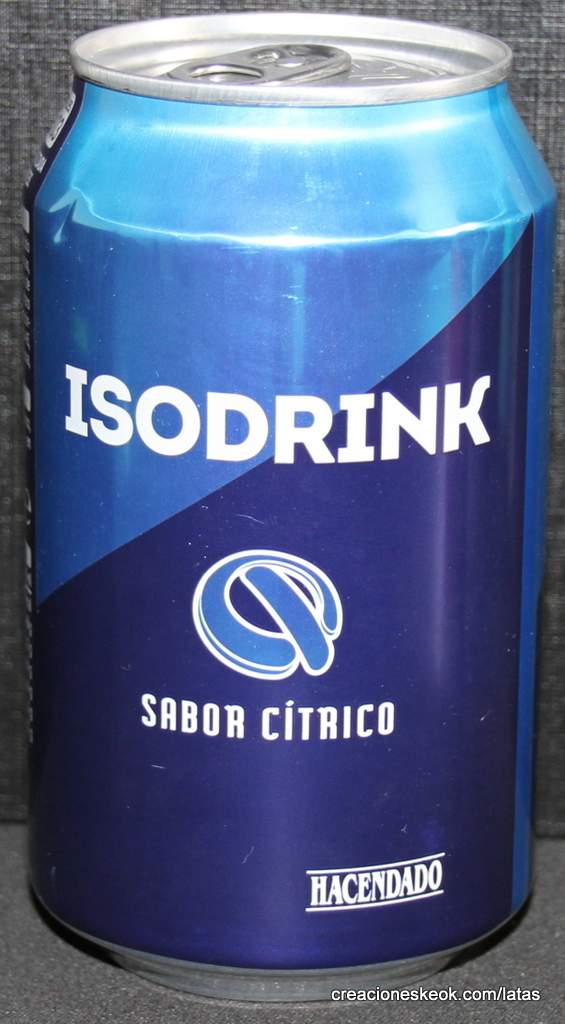 ISODRINK
SABOR CÍTRICO
HACENDADO
creacioneskeok.com/latas